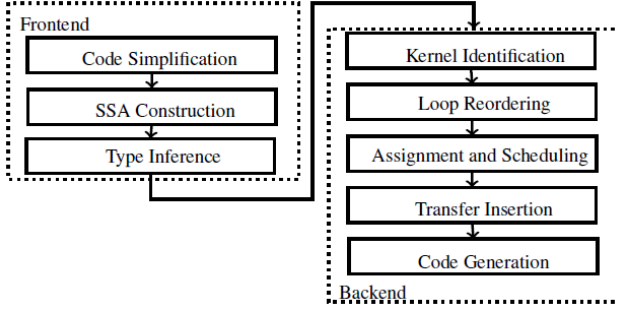 Frontend
Code Simplification
SSA Construction
Type Inference
Kernel Identification
Loop Reordering
Assignment and Scheduling
Transfer Insertion
Code Generation
Backend